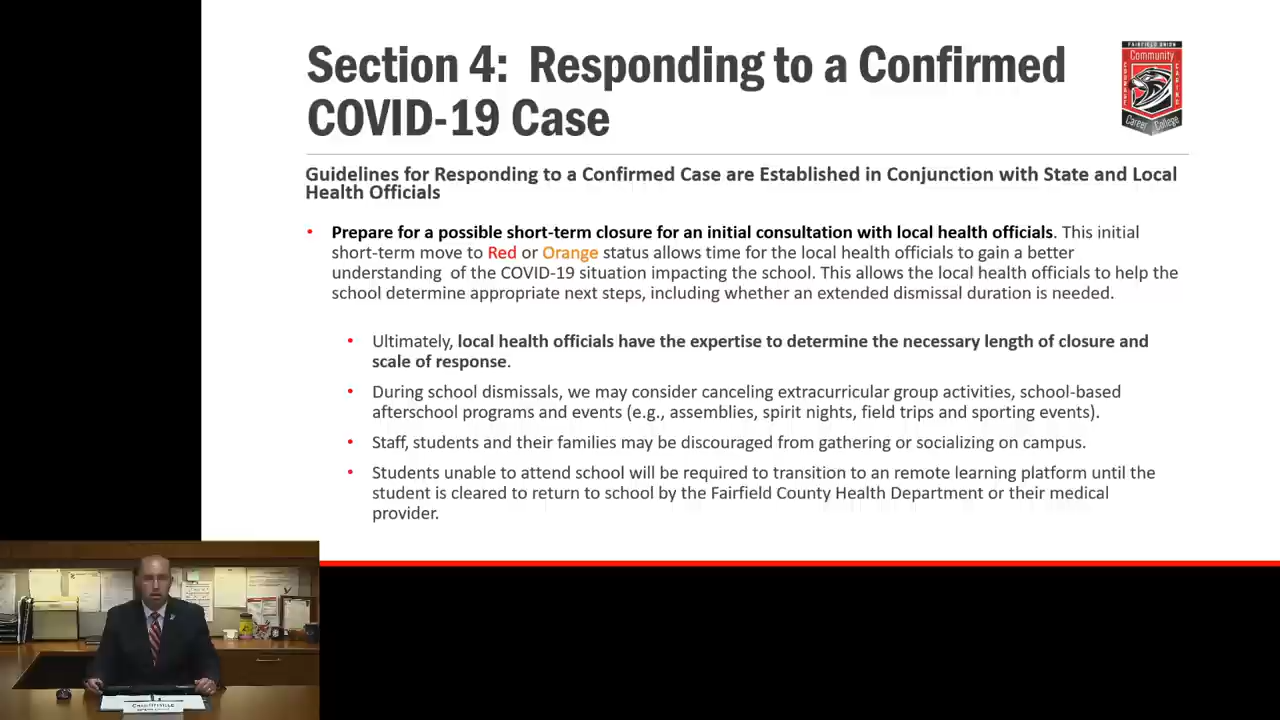 Section 4: Responding to a Confirmed
COVID-19 Case
FAIRFIELD UNION
Community
COURAGE
CARING
Career College
Guidelines for Responding to a Confirmed Case are Established in Conjunction with State and Local
Health Officials
• Prepare for a possible short-term closure for an initial consultation with local health officials. This initial
short-term move to Red or Orange status allows time for the local health officials to gain a better
understanding of the COVID-19 situation impacting the school. This allows the local health officials to help the
school determine appropriate next steps, including whether an extended dismissal duration is needed.
• Ultimately, local health officials have the expertise to determine the necessary length of closure and
scale of response.
• During school dismissals, we may consider canceling extracurricular group activities, school-based
afterschool programs and events (e.g., assemblies, spirit nights, field trips and sporting events).
• Staff, students and their families may be discouraged from gathering or socializing on campus.
• Students unable to attend school will be required to transition to an remote learning platform until the
student is cleared to return to school by the Fairfield County Health Department or their medical
provider.